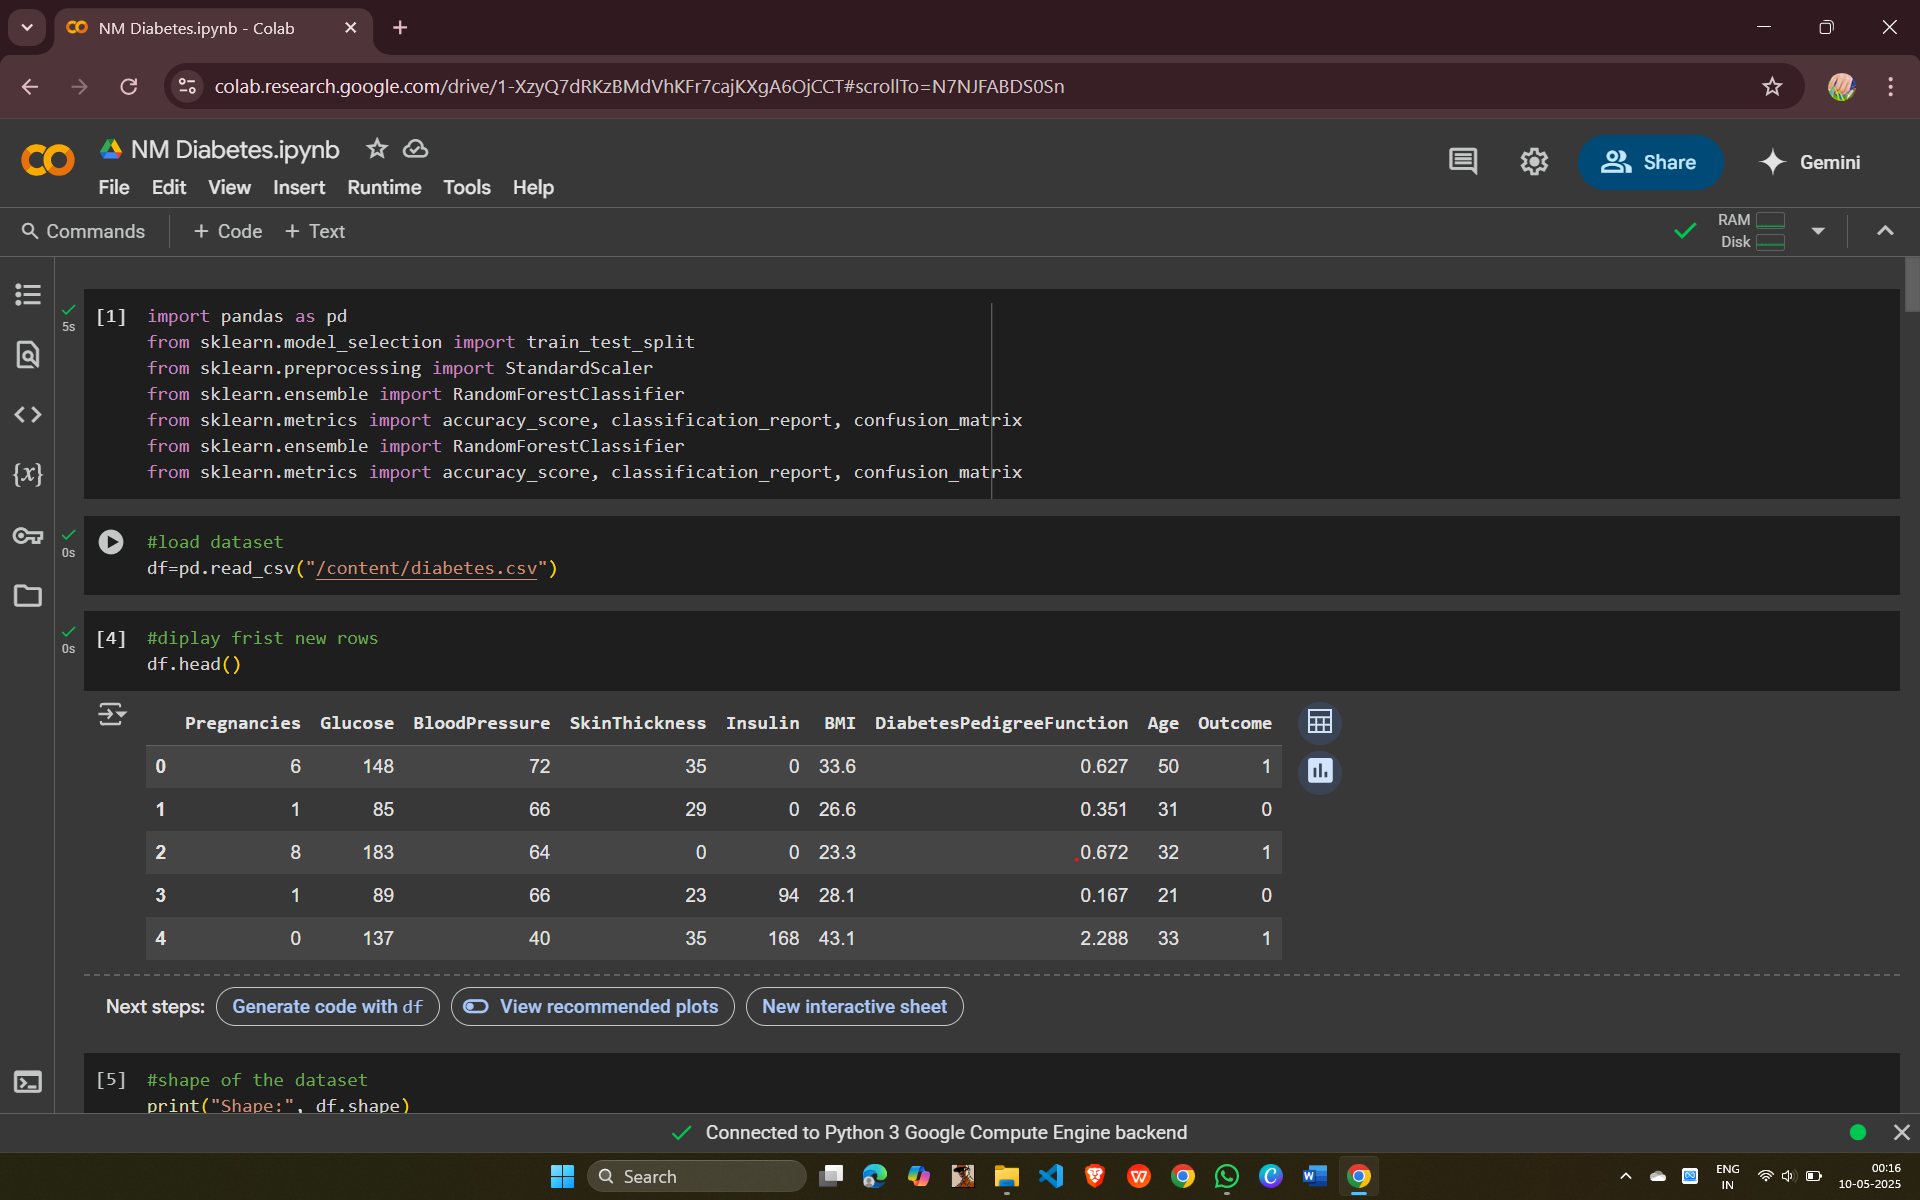 NM Diabetes.ipynb - Colab
colab.research.google.com/drive/1-XzyQ7dRKzBMdVhKFr7cajKXgA6OjCCT#scrollTo=N7NJFABDS0Sn
NM Diabetes.ipynb
File Edit View Insert Runtime Tools Help
Share
Gemini
Commands + Code + Text
RAM
Disk
5s
[1] import pandas as pd
from sklearn.model_selection import train_test_split
from sklearn.preprocessing import StandardScaler
from sklearn.ensemble import RandomForestClassifier
from sklearn.metrics import accuracy_score, classification_report, confusion_matrix
from sklearn.ensemble import RandomForestClassifier
from sklearn.metrics import accuracy_score, classification_report, confusion_matrix
0s
#load dataset
df=pd.read_csv("/content/diabetes.csv")
0s
[4] #diplay frist new rows
df.head()
Pregnancies Glucose BloodPressure SkinThickness Insulin BMI DiabetesPedigreeFunction Age Outcome
0 6 148 72 35 0 33.6 0.627 50 1
1 1 85 66 29 0 26.6 0.351 31 0
2 8 183 64 0 0 23.3 0.672 32 1
3 1 89 66 23 94 28.1 0.167 21 0
4 0 137 40 35 168 43.1 2.288 33 1
Next steps: Generate code with df View recommended plots New interactive sheet
[5] #shape of the dataset
print("Shape:", df.shape)
Connected to Python 3 Google Compute Engine backend
Search
ENG
IN
00:16
10-05-2025